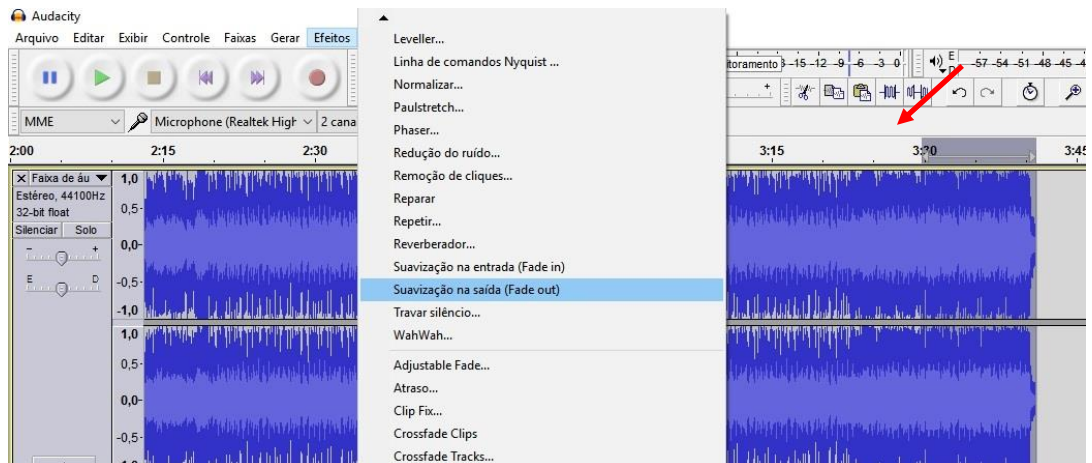 Audacity
Arquivo Editar Exibir Controle Faixas Gerar Efeitos
MME Microphone (Realtek High 2 cana
itoramento -15 -12 -9 -6 -3 0 E -57 -54 -51 -48 -45
2:00 2:15 2:30 3:15 3:45
Faixa de áu
Estéreo, 44100Hz
32-bit float
Silenciar Solo
- +
E D
1,0
0,5
0,0
-0,5
-1,0
1,0
0,5
0,0
-0,5
Leveller...
Linha de comandos Nyquist ...
Normalizar...
Paulstretch...
Phaser...
Redução do ruído...
Remoção de cliques...
Reparar
Repetir...
Reverberador...
Suavização na entrada (Fade in)
Suavização na saída (Fade out)
Travar silêncio...
WahWah...
Adjustable Fade...
Atraso...
Clip Fix...
Crossfade Clips
Crossfade Tracks...